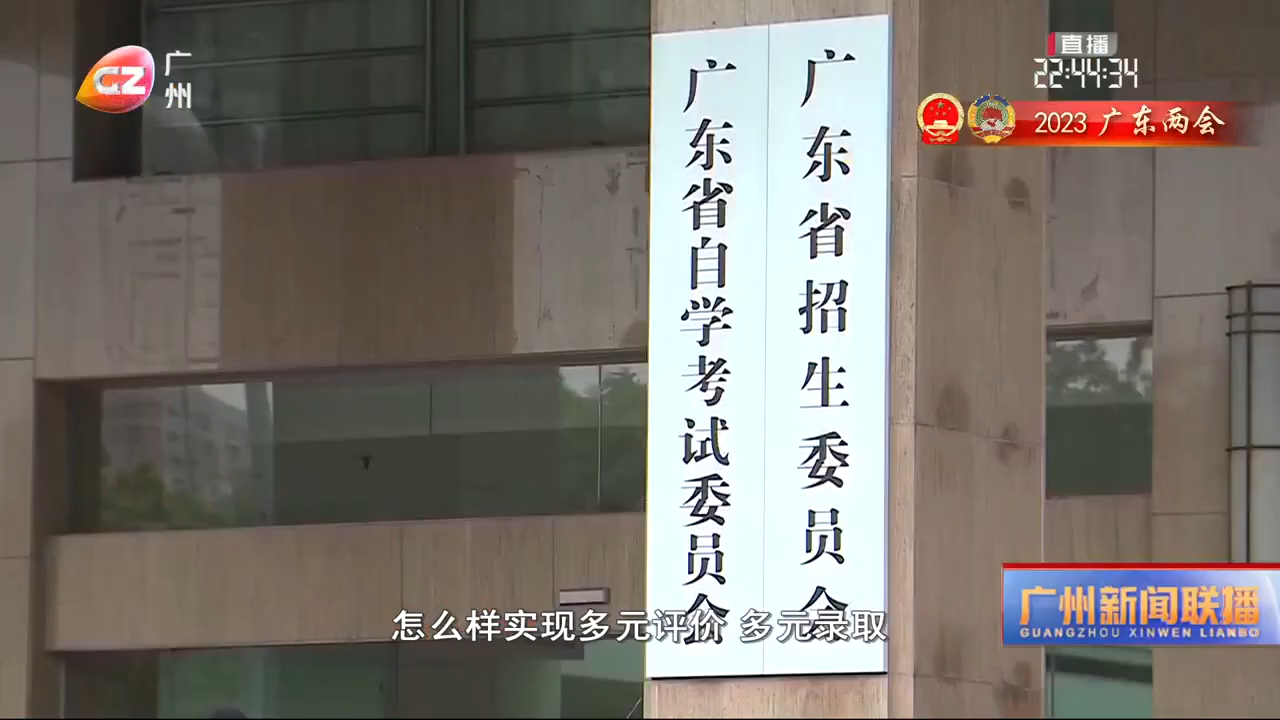 GZ
广州
直播
22:44:34
2023 广东两会
广东省招生委员会
广东省自学考试委员会
怎么样实现多元评价 多元录取
广州新闻联播
GUANGZHOU XINWEN LIANBO